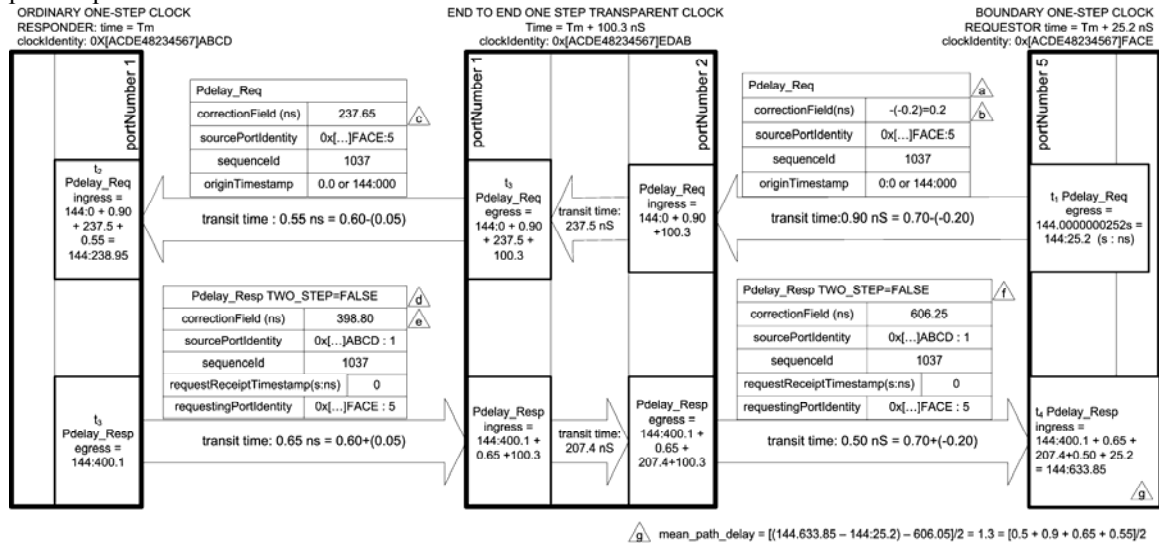 ORDINARY ONE-STEP CLOCK
RESPONDER: time = Tm
clockIdentity: 0X[ACDE48234567]ABCD
END TO END ONE STEP TRANSPARENT CLOCK
Time = Tm + 100.3 nS
clockIdentity: 0x[ACDE48234567]EDAB
BOUNDARY ONE-STEP CLOCK
REQUESTOR time = Tm + 25.2 nS
clockIdentity: 0x[ACDE48234567]FACE
portNumber 1
portNumber 1
portNumber 2
portNumber 5
Pdelay_Req
correctionField (ns) 237.65
sourcePortIdentity 0x[...]FACE:5
sequenceId 1037
originTimestamp 0:0 or 144:000
c
Pdelay_Req
correctionField(ns) -(-0.2)=0.2
sourcePortIdentity 0x[...]FACE:5
sequenceId 1037
originTimestamp 0:0 or 144:000
a
b
t2
Pdelay_Req
ingress =
144:0 + 0.90
+ 237.5 +
0.55 =
144:238.95
transit time : 0.55 ns = 0.60-(0.05)
t3
Pdelay_Req
egress =
144:0 + 0.90
+ 237.5 +
100.3
transit time:
237.5 nS
Pdelay_Req
ingress =
144:0 + 0.90
+100.3
transit time:0.90 nS = 0.70-(-0.20)
t1 Pdelay_Req
egress =
144.0000000252s =
144:25.2 (s : ns)
Pdelay_Resp TWO_STEP=FALSE
correctionField (ns) 398.80
sourcePortIdentity 0x[...]ABCD : 1
sequenceId 1037
requestReceiptTimestamp(s:ns) 0
requestingPortIdentity 0x[...]FACE : 5
d
e
Pdelay_Resp TWO_STEP=FALSE
correctionField (ns) 606.25
sourcePortIdentity 0x[...]ABCD : 1
sequenceId 1037
requestReceiptTimestamp(s:ns) 0
requestingPortIdentity 0x[...]FACE : 5
f
t3
Pdelay_Resp
egress =
144:400.1
transit time: 0.65 nS = 0.60+(0.05)
Pdelay_Resp
ingress =
144:400.1 +
0.65 +100.3
transit time:
207.4 nS
Pdelay_Resp
egress =
144:400.1 +
0.65 +
207.4+100.3
transit time: 0.50 nS = 0.70+(-0.20)
t4 Pdelay_Resp
ingress =
144:400.1 + 0.65 +
207.4+0.50 + 25.2
= 144:633.85
g
g mean_path_delay = [(144.633.85 – 144:25.2) – 606.05]/2 = 1.3 = [0.5 + 0.9 + 0.65 + 0.55]/2